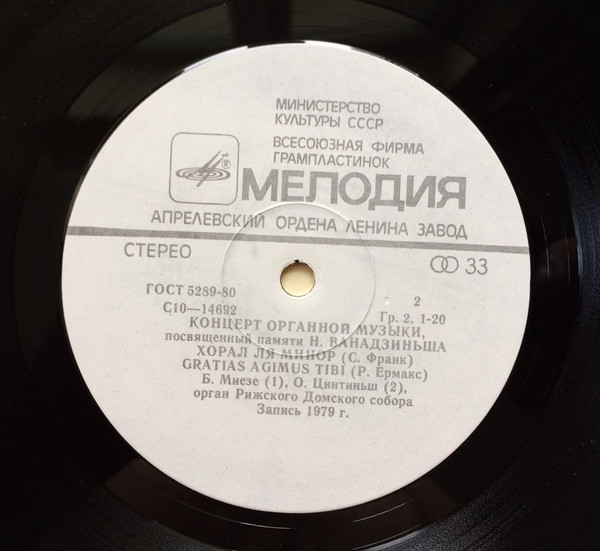 МИНИСТЕРСТВО
КУЛЬТУРЫ СССР
ВСЕСОЮЗНАЯ ФИРМА
ГРАМПЛАСТИНОК
®
МЕЛОДИЯ
АПРЕЛЕВСКИЙ ОРДЕНА ЛЕНИНА ЗАВОД
СТЕРЕО
33
ГОСТ 5289-80
2
С10—14692
Гр. 2. 1-20
КОНЦЕРТ ОРГАННОЙ МУЗЫКИ,
посвященный памяти Н. ВАНАДЗИНЬША
ХОРАЛ ЛЯ МИНОР (С. Франк)
GRATIAS AGIMUS TIBI (Р. Ермакс)
Б. Миезе (1), О. Цинтиньш (2),
орган Рижского Домского собора
Запись 1979 г.